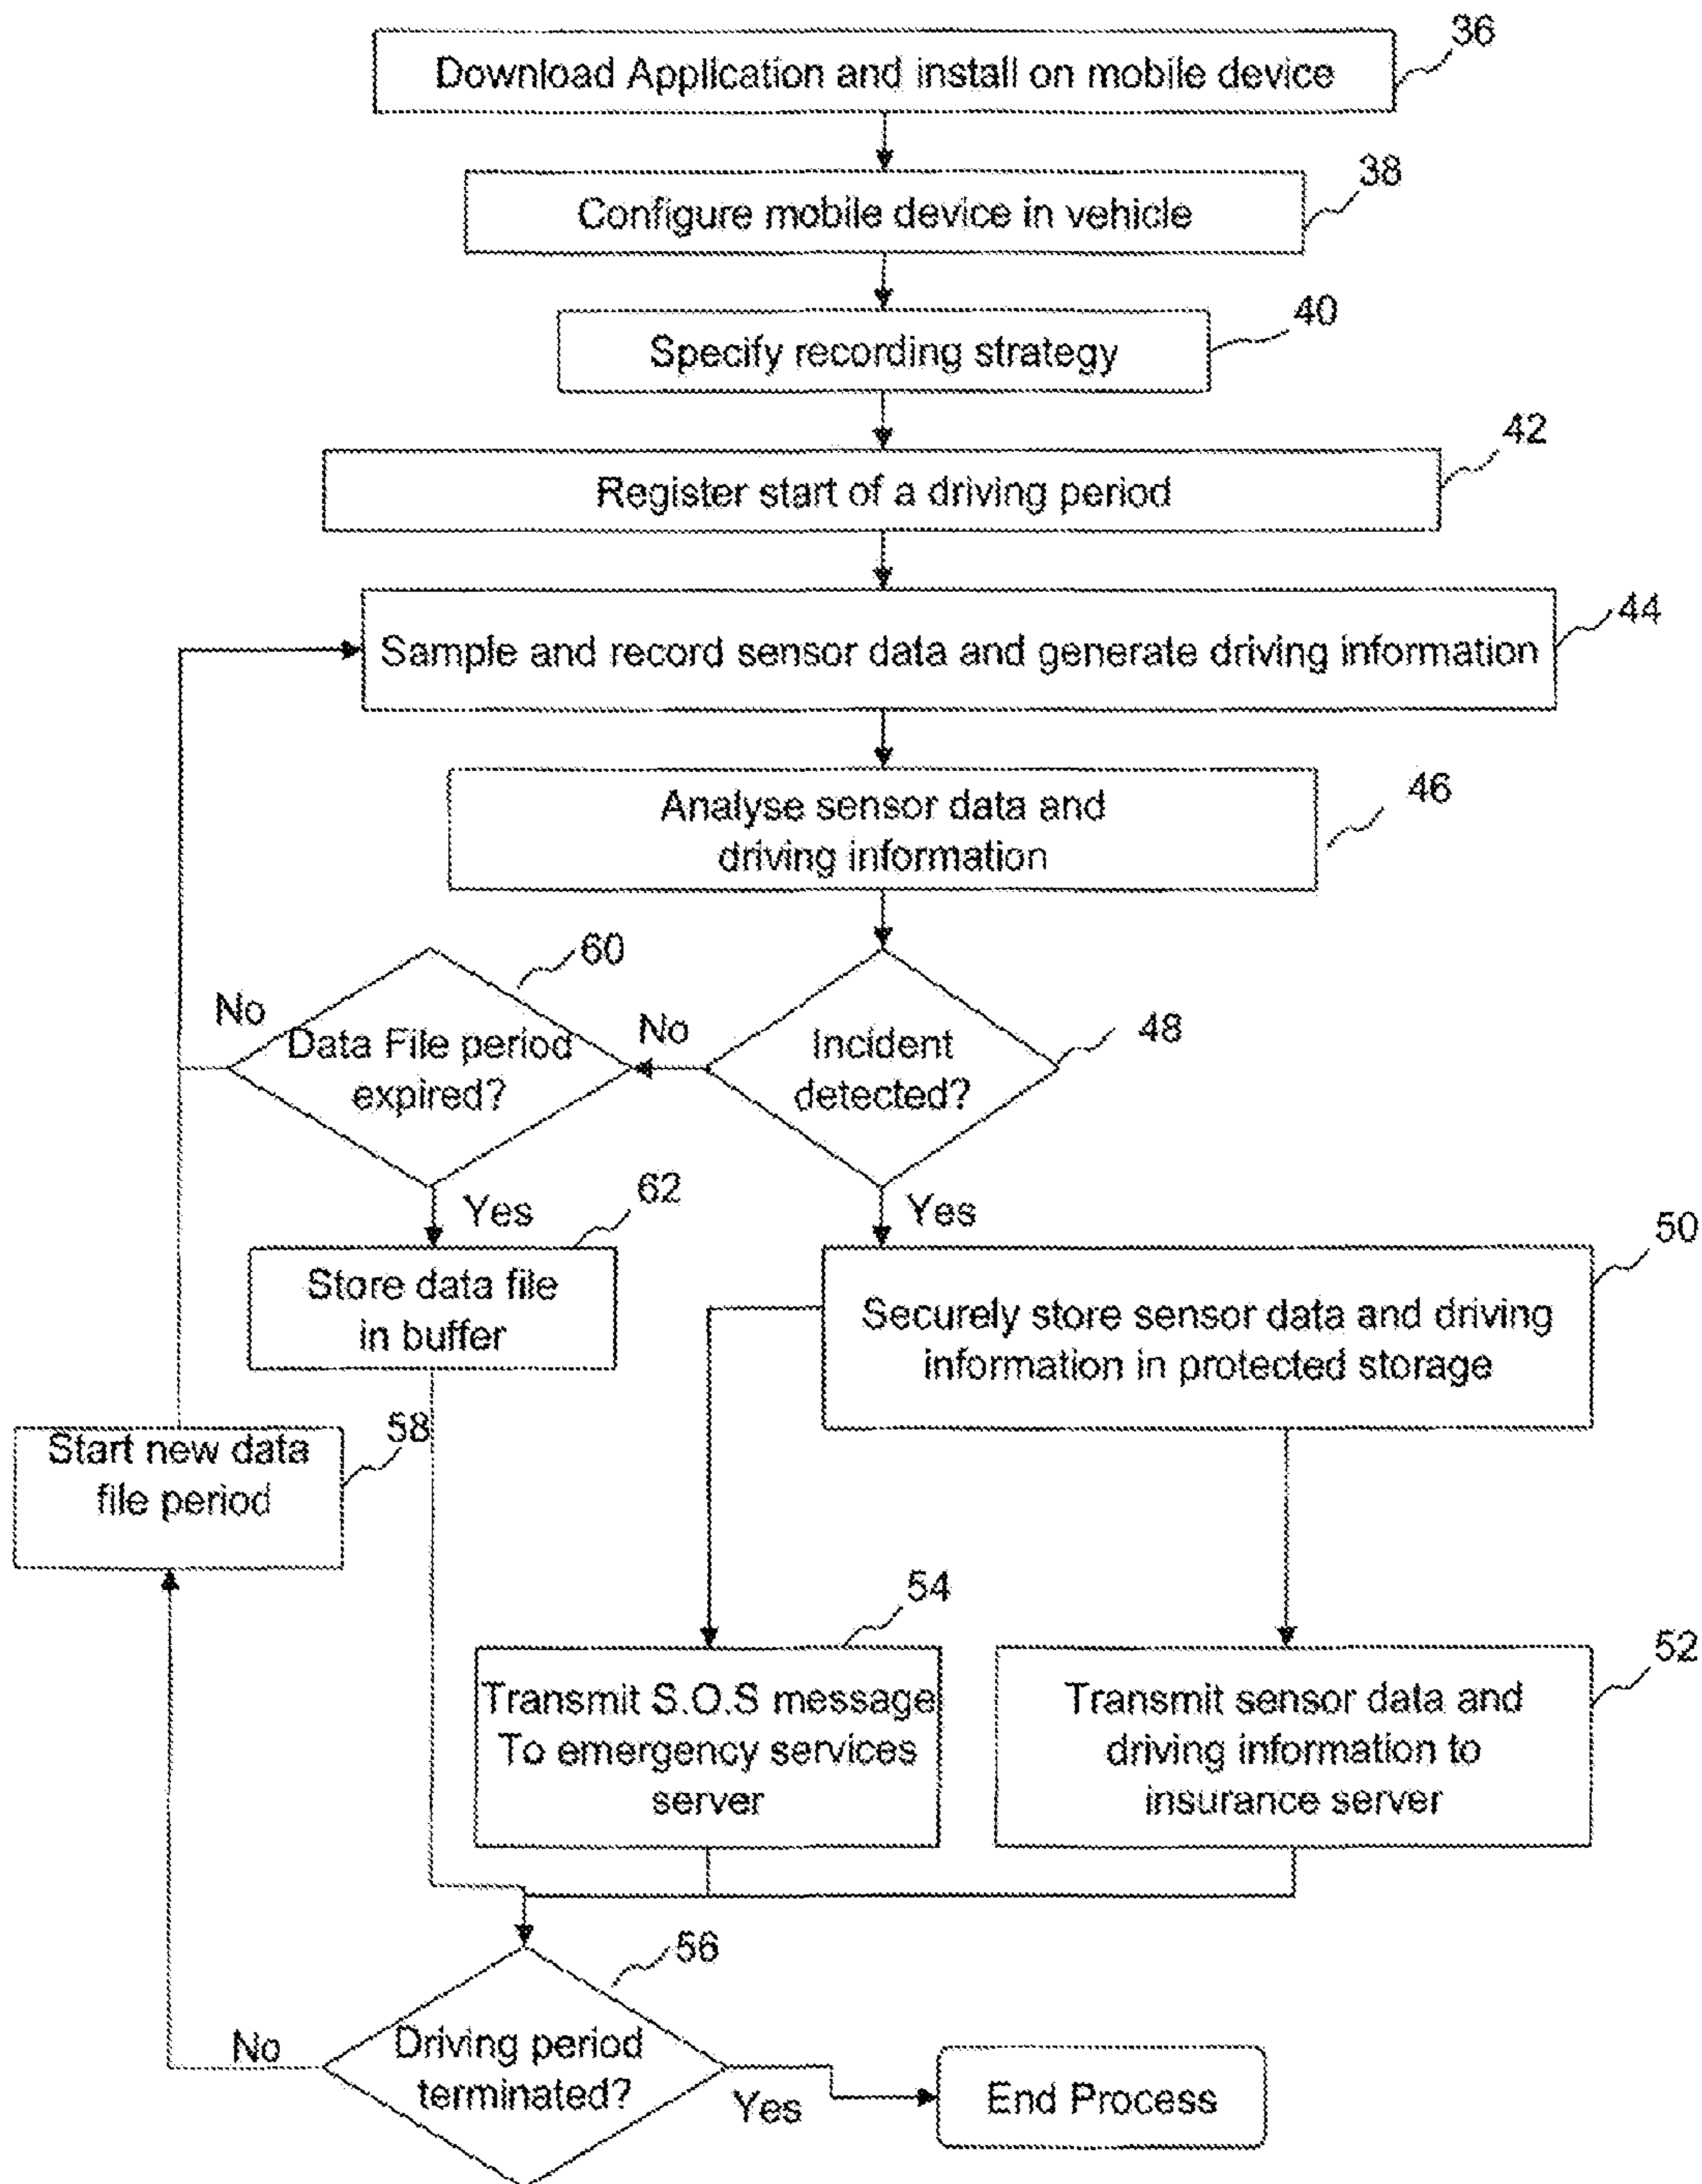 36
Download Application and install on mobile device
38
Configure mobile device in vehicle
40
Specify recording strategy
42
Register start of a driving period
44
Sample and record sensor data and generate driving information
46
Analyse sensor data and
driving information
60
No
Data File period
expired?
No
48
Incident
detected?
62
Yes
Yes
50
Store data file
in buffer
Securely store sensor data and driving
information in protected storage
58
Start new data
file period
54
52
Transmit S.O.S message
To emergency services
server
Transmit sensor data and
driving information to
insurance server
56
No
Driving period
terminated?
Yes
End Process